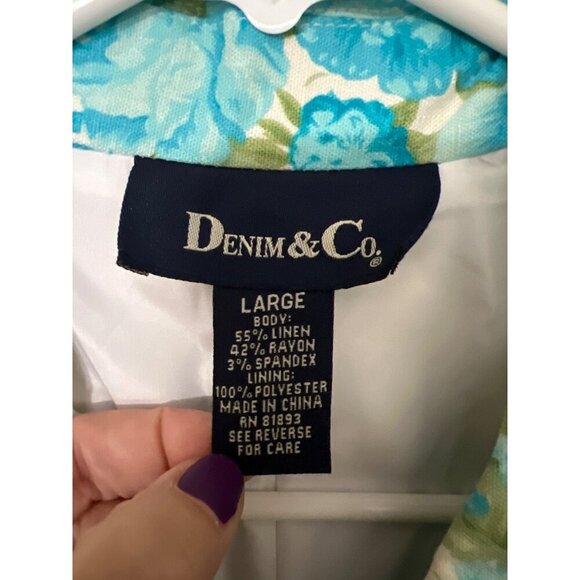 DENIM & CO.®
LARGE
BODY:
55% LINEN
42% RAYON
3% SPANDEX
LINING:
100% POLYESTER
MADE IN CHINA
RN 81893
SEE REVERSE
FOR CARE